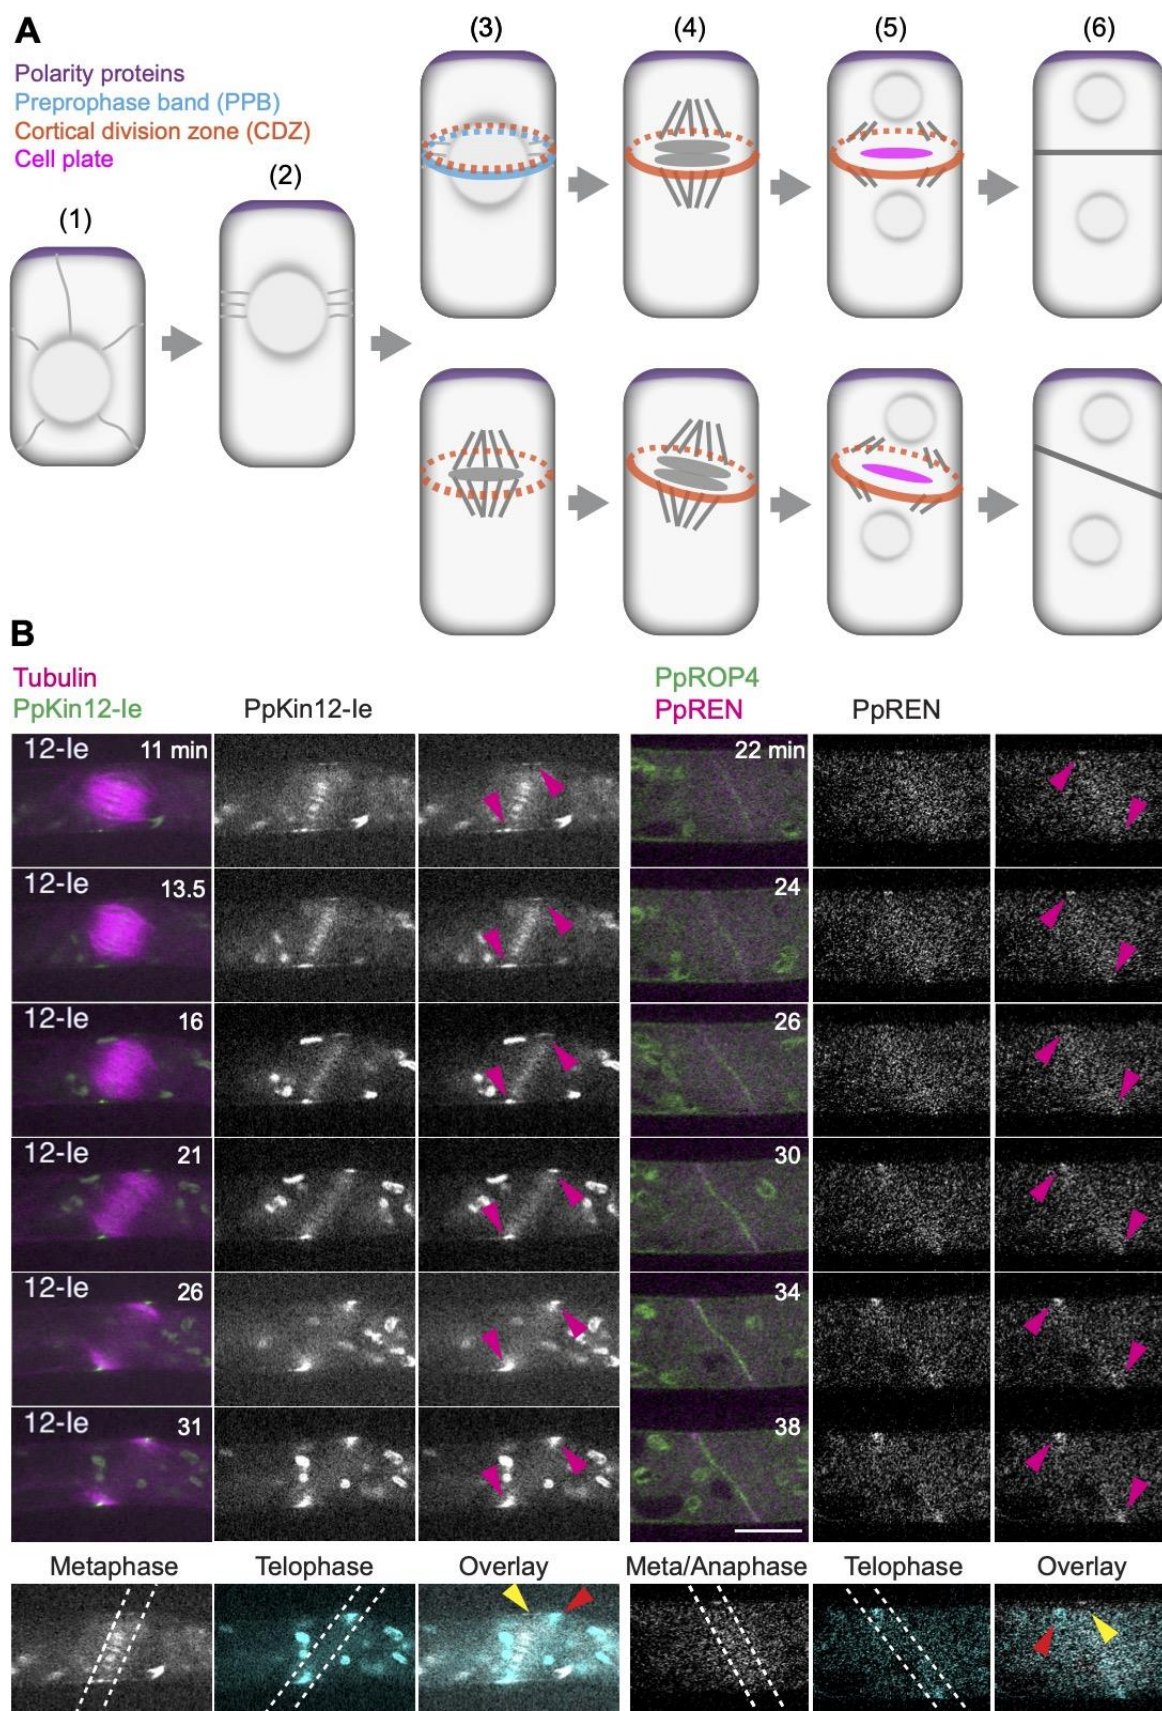 A
(3)
(4)
(5)
(6)
Polarity proteins
Preprophase band (PPB)
Cortical division zone (CDZ)
Cell plate
(2)
(1)
B
Tubulin
PpKin12-Ie
PpKin12-Ie
PpROP4
PpREN
PpREN
12-Ie
11 min
22 min
12-Ie
13.5
24
12-Ie
16
26
12-Ie
21
30
12-Ie
26
34
12-Ie
31
38
Metaphase
Telophase
Overlay
Meta/Anaphase
Telophase
Overlay